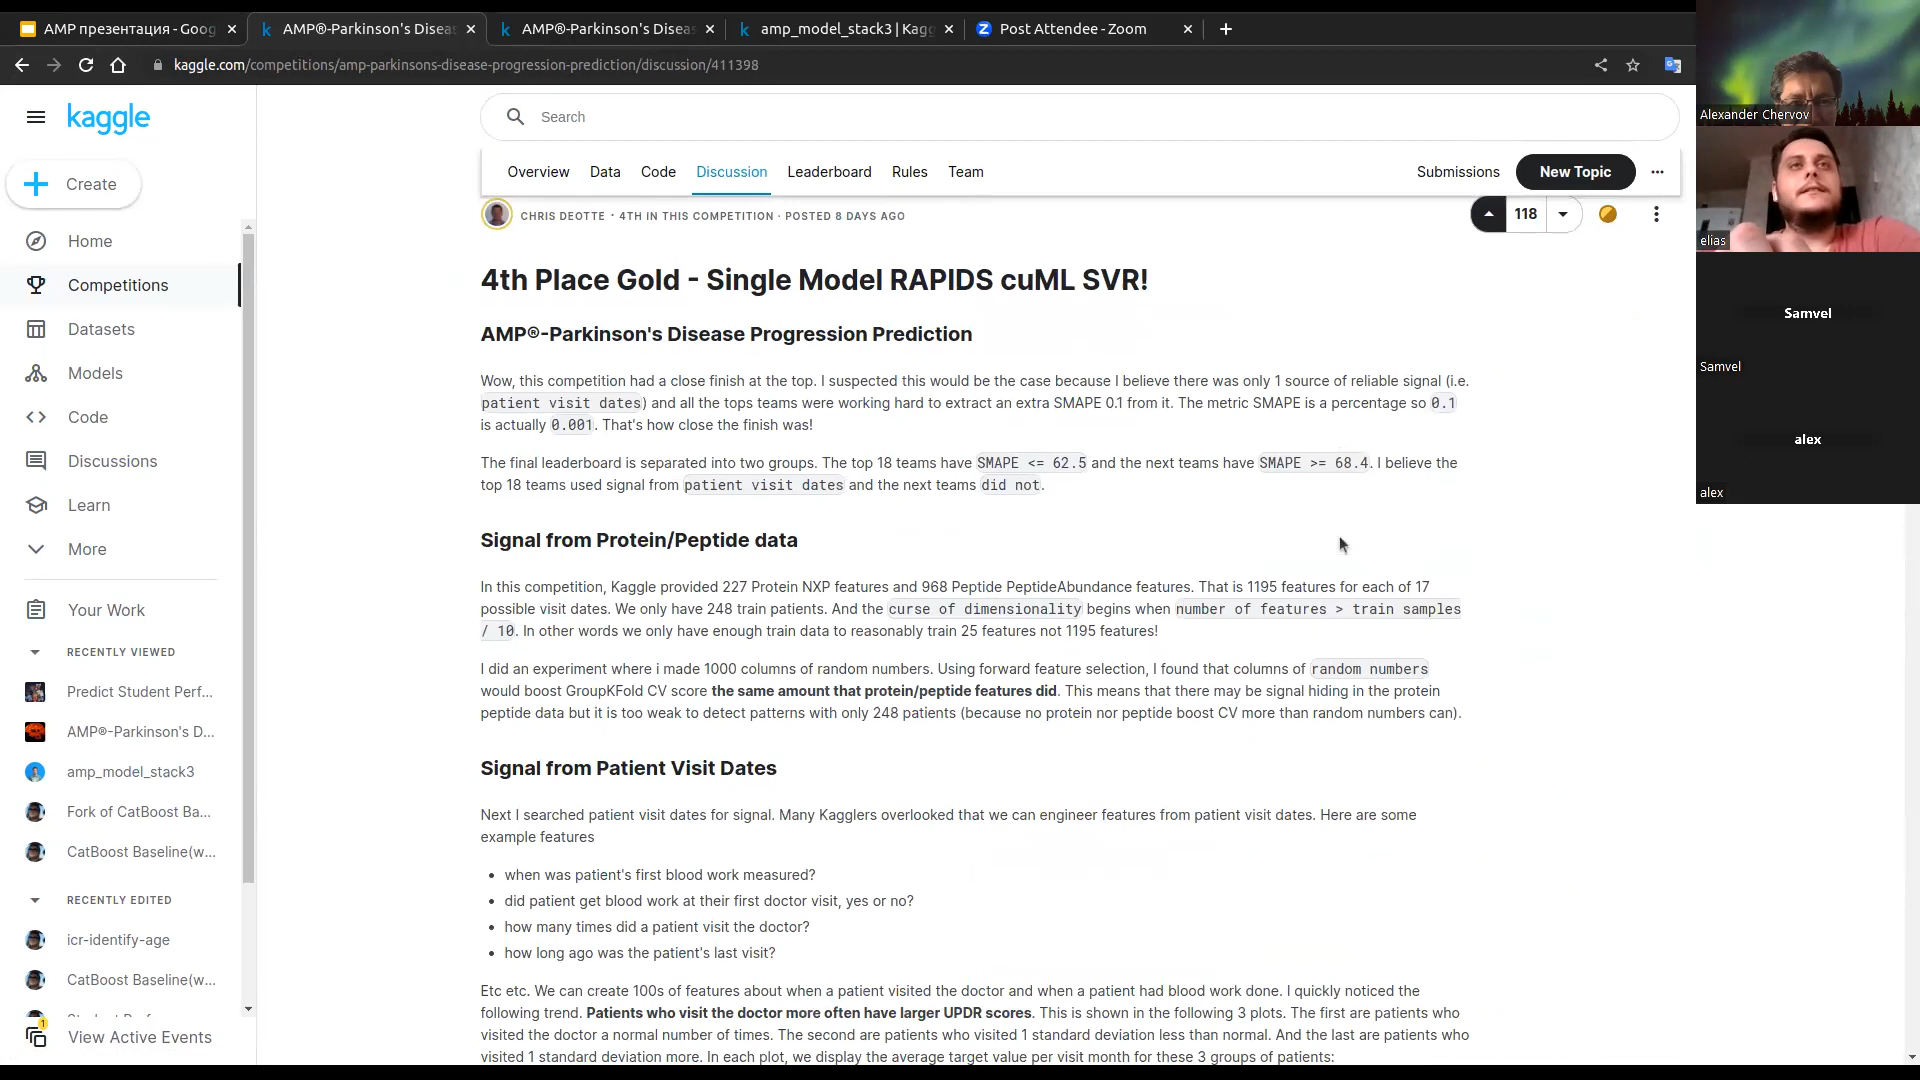 AMP презентация - Goog
AMP®-Parkinson's Diseas
AMP®-Parkinson's Diseas
amp_model_stack3 | Kagg
Post Attendee - Zoom
kaggle.com/competitions/amp-parkinsons-disease-progression-prediction/discussion/411398
kaggle
Search
Create
Overview Data Code Discussion Leaderboard Rules Team Submissions New Topic
CHRIS DEOTTE · 4TH IN THIS COMPETITION · POSTED 8 DAYS AGO
118
Home
Competitions
Datasets
Models
Code
Discussions
Learn
More
Your Work
RECENTLY VIEWED
Predict Student Perf...
AMP®-Parkinson's D...
amp_model_stack3
Fork of CatBoost Ba...
CatBoost Baseline(w...
RECENTLY EDITED
icr-identify-age
CatBoost Baseline(w...
1
View Active Events
4th Place Gold - Single Model RAPIDS cuML SVR!
AMP®-Parkinson's Disease Progression Prediction
Wow, this competition had a close finish at the top. I suspected this would be the case because I believe there was only 1 source of reliable signal (i.e.
patient visit dates) and all the tops teams were working hard to extract an extra SMAPE 0.1 from it. The metric SMAPE is a percentage so 0.1
is actually 0.001. That's how close the finish was!
The final leaderboard is separated into two groups. The top 18 teams have SMAPE <= 62.5 and the next teams have SMAPE >= 68.4. I believe the
top 18 teams used signal from patient visit dates and the next teams did not.
Signal from Protein/Peptide data
In this competition, Kaggle provided 227 Protein NXP features and 968 Peptide PeptideAbundance features. That is 1195 features for each of 17
possible visit dates. We only have 248 train patients. And the curse of dimensionality begins when number of features > train samples
/ 10. In other words we only have enough train data to reasonably train 25 features not 1195 features!
I did an experiment where i made 1000 columns of random numbers. Using forward feature selection, I found that columns of random numbers
would boost GroupKFold CV score the same amount that protein/peptide features did. This means that there may be signal hiding in the protein
peptide data but it is too weak to detect patterns with only 248 patients (because no protein nor peptide boost CV more than random numbers can).
Signal from Patient Visit Dates
Next I searched patient visit dates for signal. Many Kagglers overlooked that we can engineer features from patient visit dates. Here are some
example features
• when was patient's first blood work measured?
• did patient get blood work at their first doctor visit, yes or no?
• how many times did a patient visit the doctor?
• how long ago was the patient's last visit?
Etc etc. We can create 100s of features about when a patient visited the doctor and when a patient had blood work done. I quickly noticed the
following trend. Patients who visit the doctor more often have larger UPDR scores. This is shown in the following 3 plots. The first are patients who
visited the doctor a normal number of times. The second are patients who visited 1 standard deviation less than normal. And the last are patients who
visited 1 standard deviation more. In each plot, we display the average target value per visit month for these 3 groups of patients:
Alexander Chervov
elias
Samvel
Samvel
alex
alex